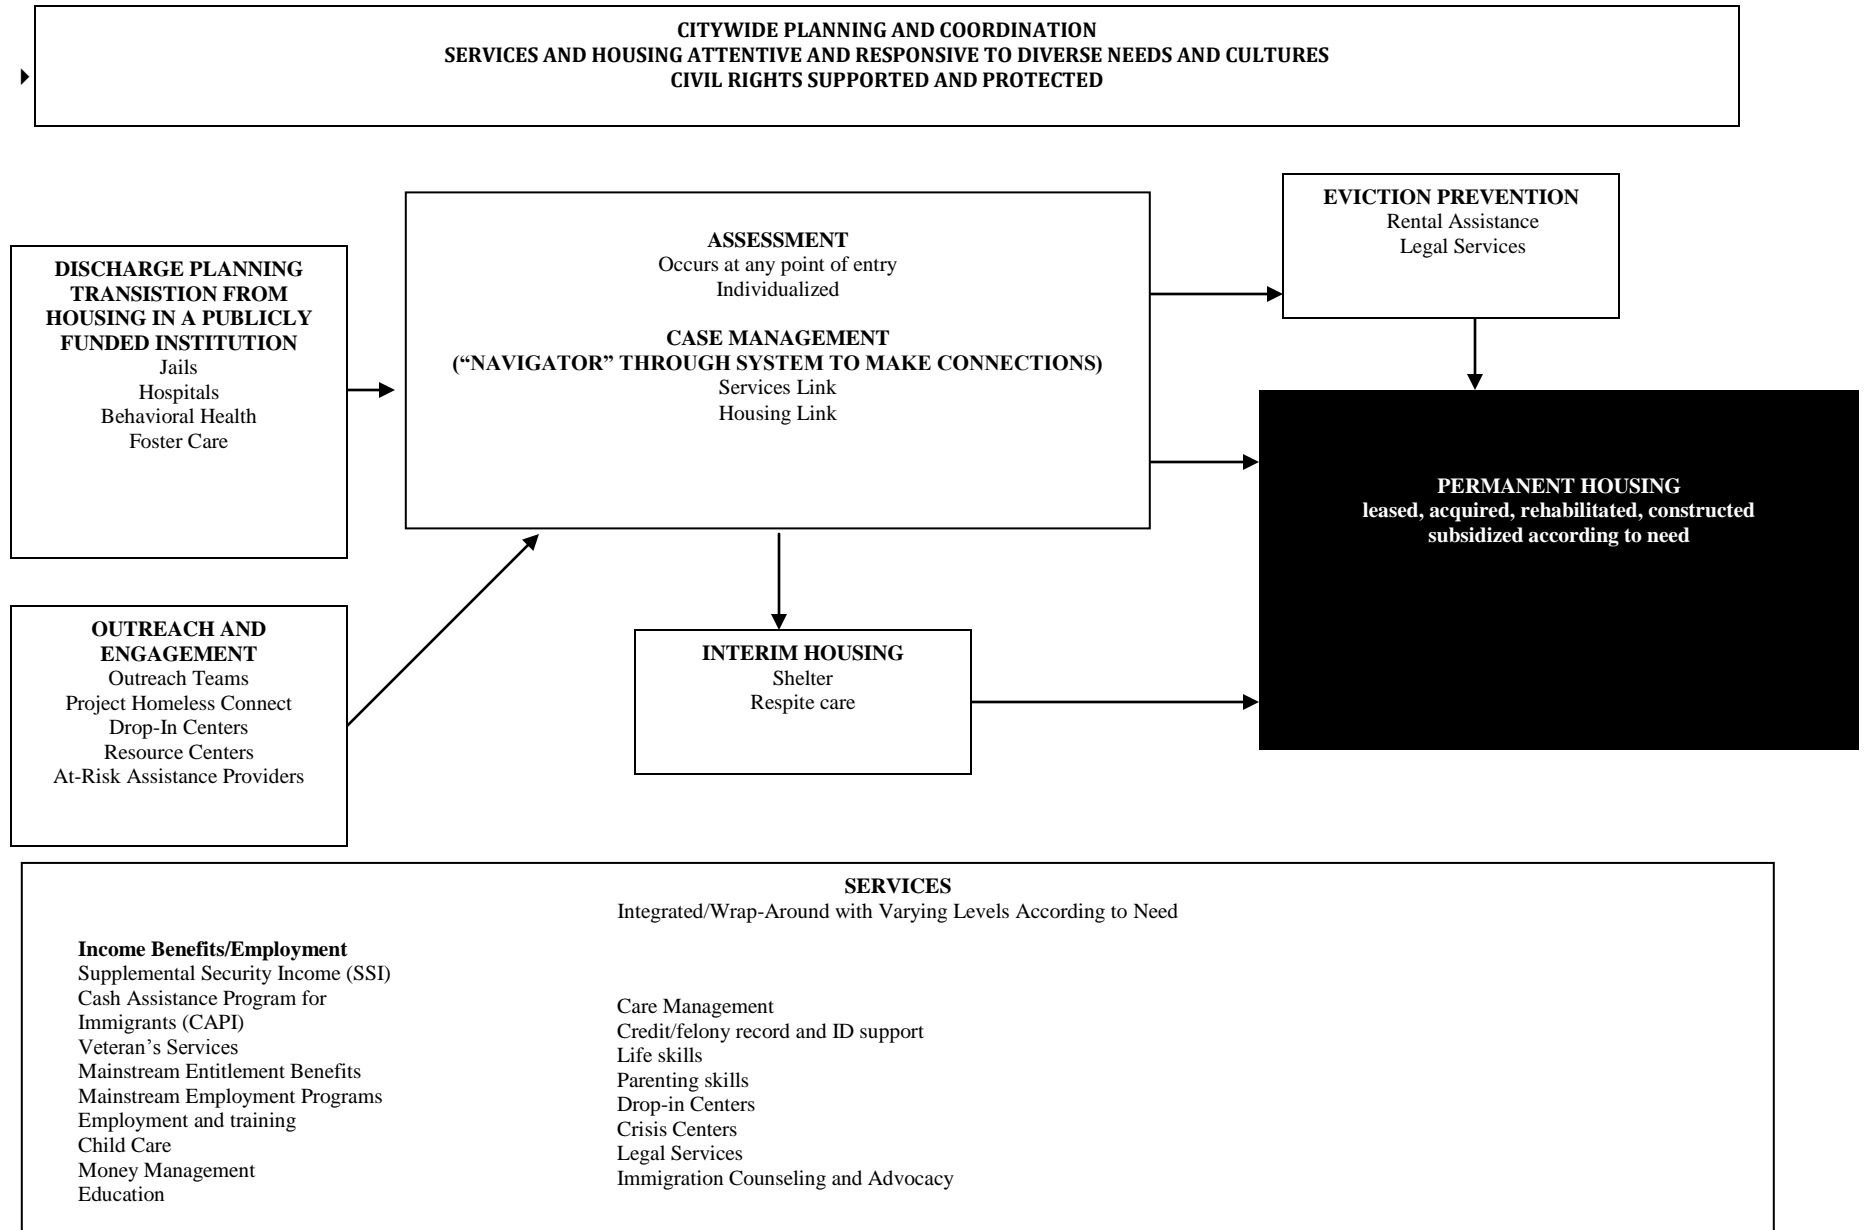 CITYWIDE PLANNING AND COORDINATION
SERVICES AND HOUSING ATTENTIVE AND RESPONSIVE TO DIVERSE NEEDS AND CULTURES
CIVIL RIGHTS SUPPORTED AND PROTECTED
DISCHARGE PLANNING
TRANSISTION FROM
HOUSING IN A PUBLICLY
FUNDED INSTITUTION
Jails
Hospitals
Behavioral Health
Foster Care
ASSESSMENT
Occurs at any point of entry
Individualized
CASE MANAGEMENT
(“NAVIGATOR” THROUGH SYSTEM TO MAKE CONNECTIONS)
Services Link
Housing Link
EVICTION PREVENTION
Rental Assistance
Legal Services
PERMANENT HOUSING
leased, acquired, rehabilitated, constructed
subsidized according to need
OUTREACH AND
ENGAGEMENT
Outreach Teams
Project Homeless Connect
Drop-In Centers
Resource Centers
At-Risk Assistance Providers
INTERIM HOUSING
Shelter
Respite care
SERVICES
Integrated/Wrap-Around with Varying Levels According to Need
Income Benefits/Employment
Supplemental Security Income (SSI)
Cash Assistance Program for
Immigrants (CAPI)
Veteran’s Services
Mainstream Entitlement Benefits
Mainstream Employment Programs
Employment and training
Child Care
Money Management
Education
Care Management
Credit/felony record and ID support
Life skills
Parenting skills
Drop-in Centers
Crisis Centers
Legal Services
Immigration Counseling and Advocacy